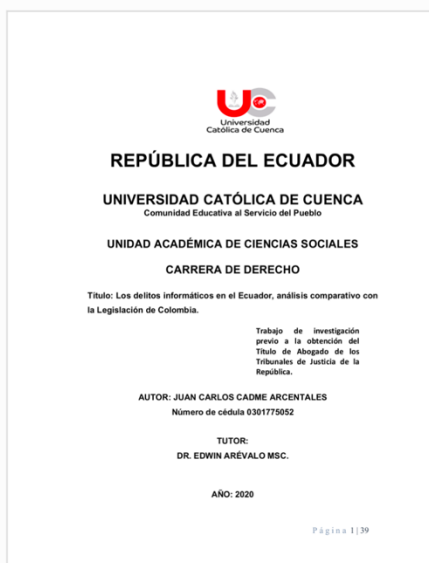 UC
Universidad
Católica de Cuenca
REPÚBLICA DEL ECUADOR
UNIVERSIDAD CATÓLICA DE CUENCA
Comunidad Educativa al Servicio del Pueblo
UNIDAD ACADÉMICA DE CIENCIAS SOCIALES
CARRERA DE DERECHO
Título: Los delitos informáticos en el Ecuador, análisis comparativo con
la Legislación de Colombia.
Trabajo de investigación
previo a la obtención del
Título de Abogado de los
Tribunales de Justicia de la
República.
AUTOR: JUAN CARLOS CADME ARCENTALES
Número de cédula 0301775052
TUTOR:
DR. EDWIN ARÉVALO MSC.
AÑO: 2020
Página 1|39